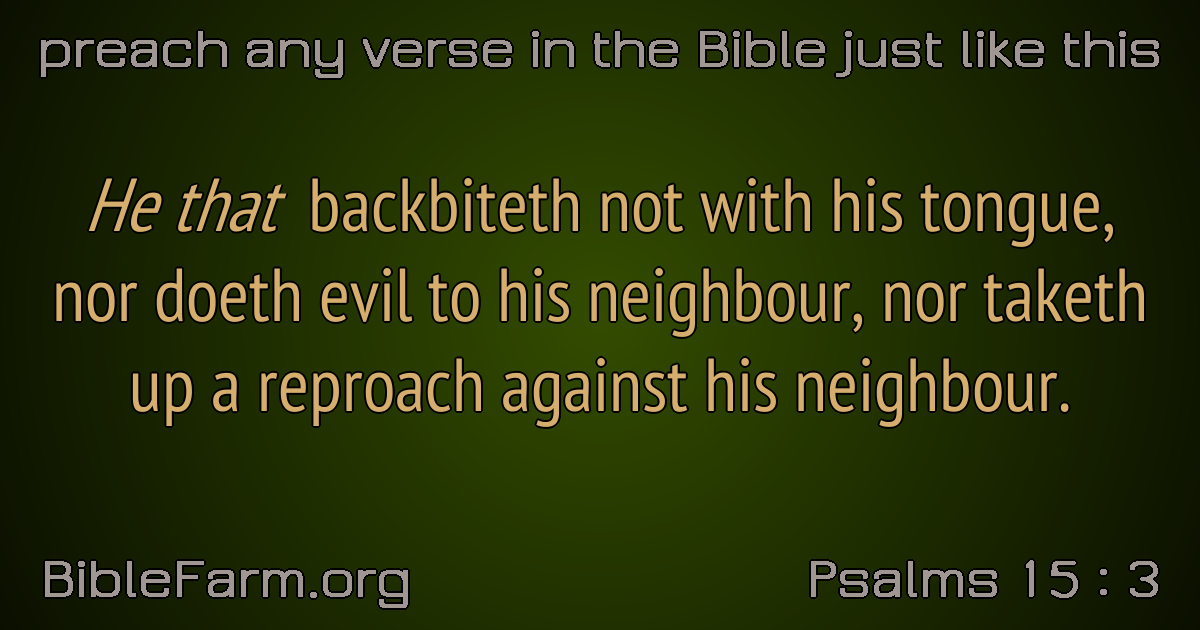 preach any verse in the Bible just like this
He that backbiteth not with his tongue,
nor doeth evil to his neighbour, nor taketh
up a reproach against his neighbour.
BibleFarm.org
Psalms 15 : 3